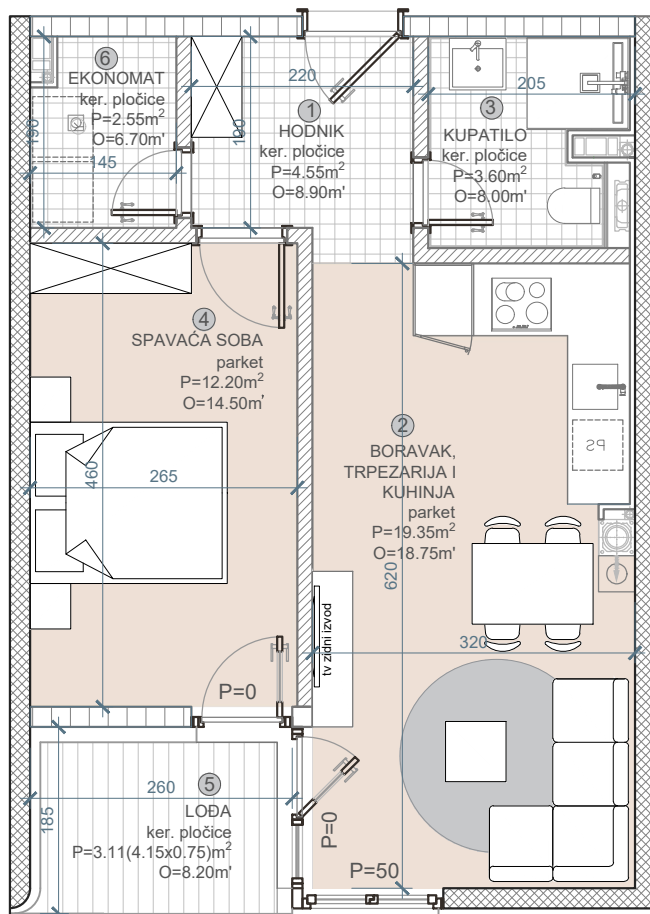 6
EKONOMAT
ker. pločice
P=2.55m²
O=6.70m'
190
145
220
1
HODNIK
ker. pločice
P=4.55m²
O=8.90m'
190
205
3
KUPATILO
ker. pločice
P=3.60m²
O=8.00m'
4
SPAVAĆA SOBA
parket
P=12.20m²
O=14.50m'
460
265
P=0
2
BORAVAK,
TRPEZARIJA I
KUHINJA
parket
P=19.35m²
O=18.75m'
620
320
PS
tv zidni izvod
5
LOĐA
ker. pločice
P=3.11(4.15x0.75)m²
O=8.20m'
260
185
P=0
P=50